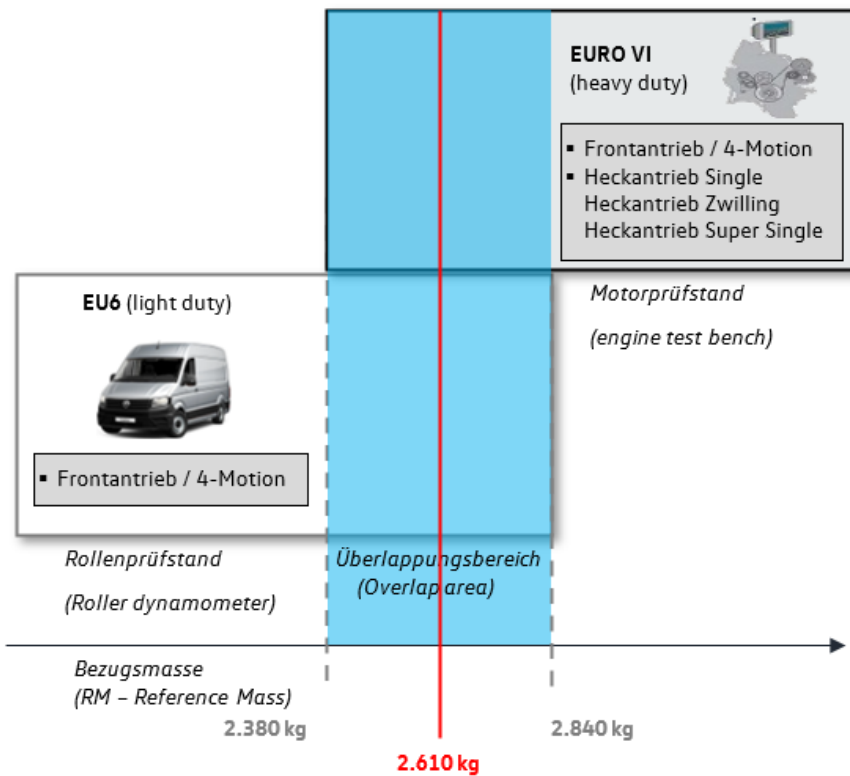 EURO VI
(heavy duty)
▪ Frontantrieb / 4-Motion
▪ Heckantrieb Single
Heckantrieb Zwilling
Heckantrieb Super Single
Motorprüfstand
(engine test bench)
EU6 (light duty)
▪ Frontantrieb / 4-Motion
Rollenprüfstand
(Roller dynamometer)
Überlappungsbereich
(Overlap area)
Bezugsmasse
(RM – Reference Mass)
2.380 kg
2.840 kg
2.610 kg